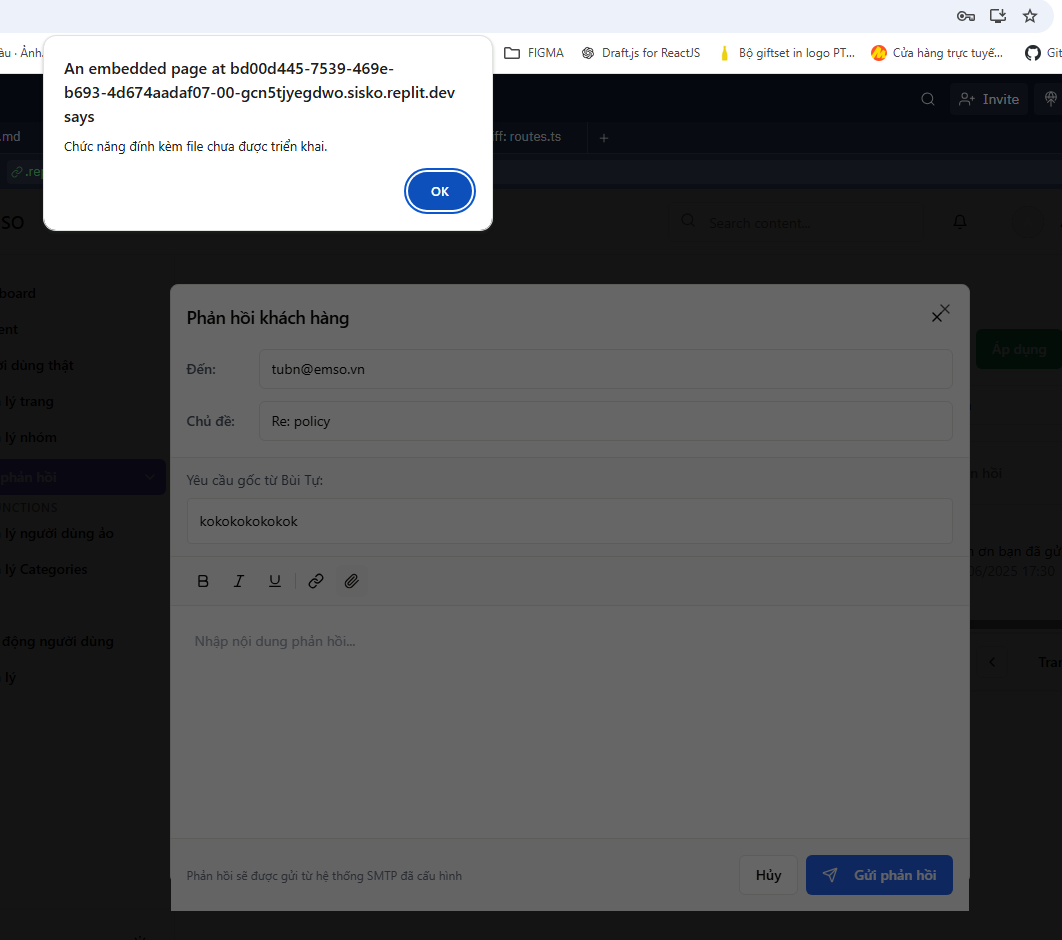 àu · Ảnh.
FIGMA
Draft.js for ReactJS
Bộ giftset in logo PT...
Cửa hàng trực tuyế...
Git
An embedded page at bd00d445-7539-469e-
b693-4d674aadaf07-00-gcn5tjyegdwo.sisko.replit.dev
says
Chức năng đính kèm file chưa được triển khai.
OK
Invite
.md
ff: routes.ts
.rep
SO
Search content...
board
ent
ời dùng thật
lý trang
lý nhóm
phản hồi
NCTIONS
lý người dùng ảo
lý Categories
động người dùng
lý
Phản hồi khách hàng
Áp dụng
Đến:
tubn@emso.vn
Chủ đề:
Re: policy
Yêu cầu gốc từ Bùi Tự:
n hồi
kokokokokokok
n ơn bạn đã gử
06/2025 17:30
B I U
Nhập nội dung phản hồi...
Tran
Phản hồi sẽ được gửi từ hệ thống SMTP đã cấu hình
Hủy
Gửi phản hồi